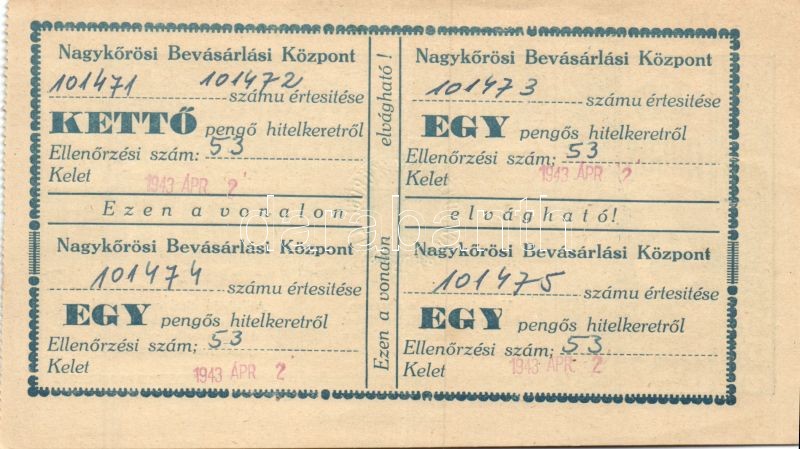 Nagykőrösi Bevásárlási Központ
101471 101472
számu értesitése
KETTŐ pengő hitelkeretről
Ellenőrzési szám; 53
Kelet 1943 ÁPR 2
Nagykőrösi Bevásárlási Központ
101473
számu értesitése
EGY pengős hitelkeretről
Ellenőrzési szám; 53
Kelet 1943 ÁPR 2
Ezen a vonalon elvágható!
Ezen a vonalon elvágható!
Nagykőrösi Bevásárlási Központ
101474
számu értesitése
EGY pengős hitelkeretről
Ellenőrzési szám; 53
Kelet 1943 ÁPR 2
Nagykőrösi Bevásárlási Központ
101475
számu értesitése
EGY pengős hitelkeretről
Ellenőrzési szám; 53
Kelet 1943 ÁPR 2
darabanth